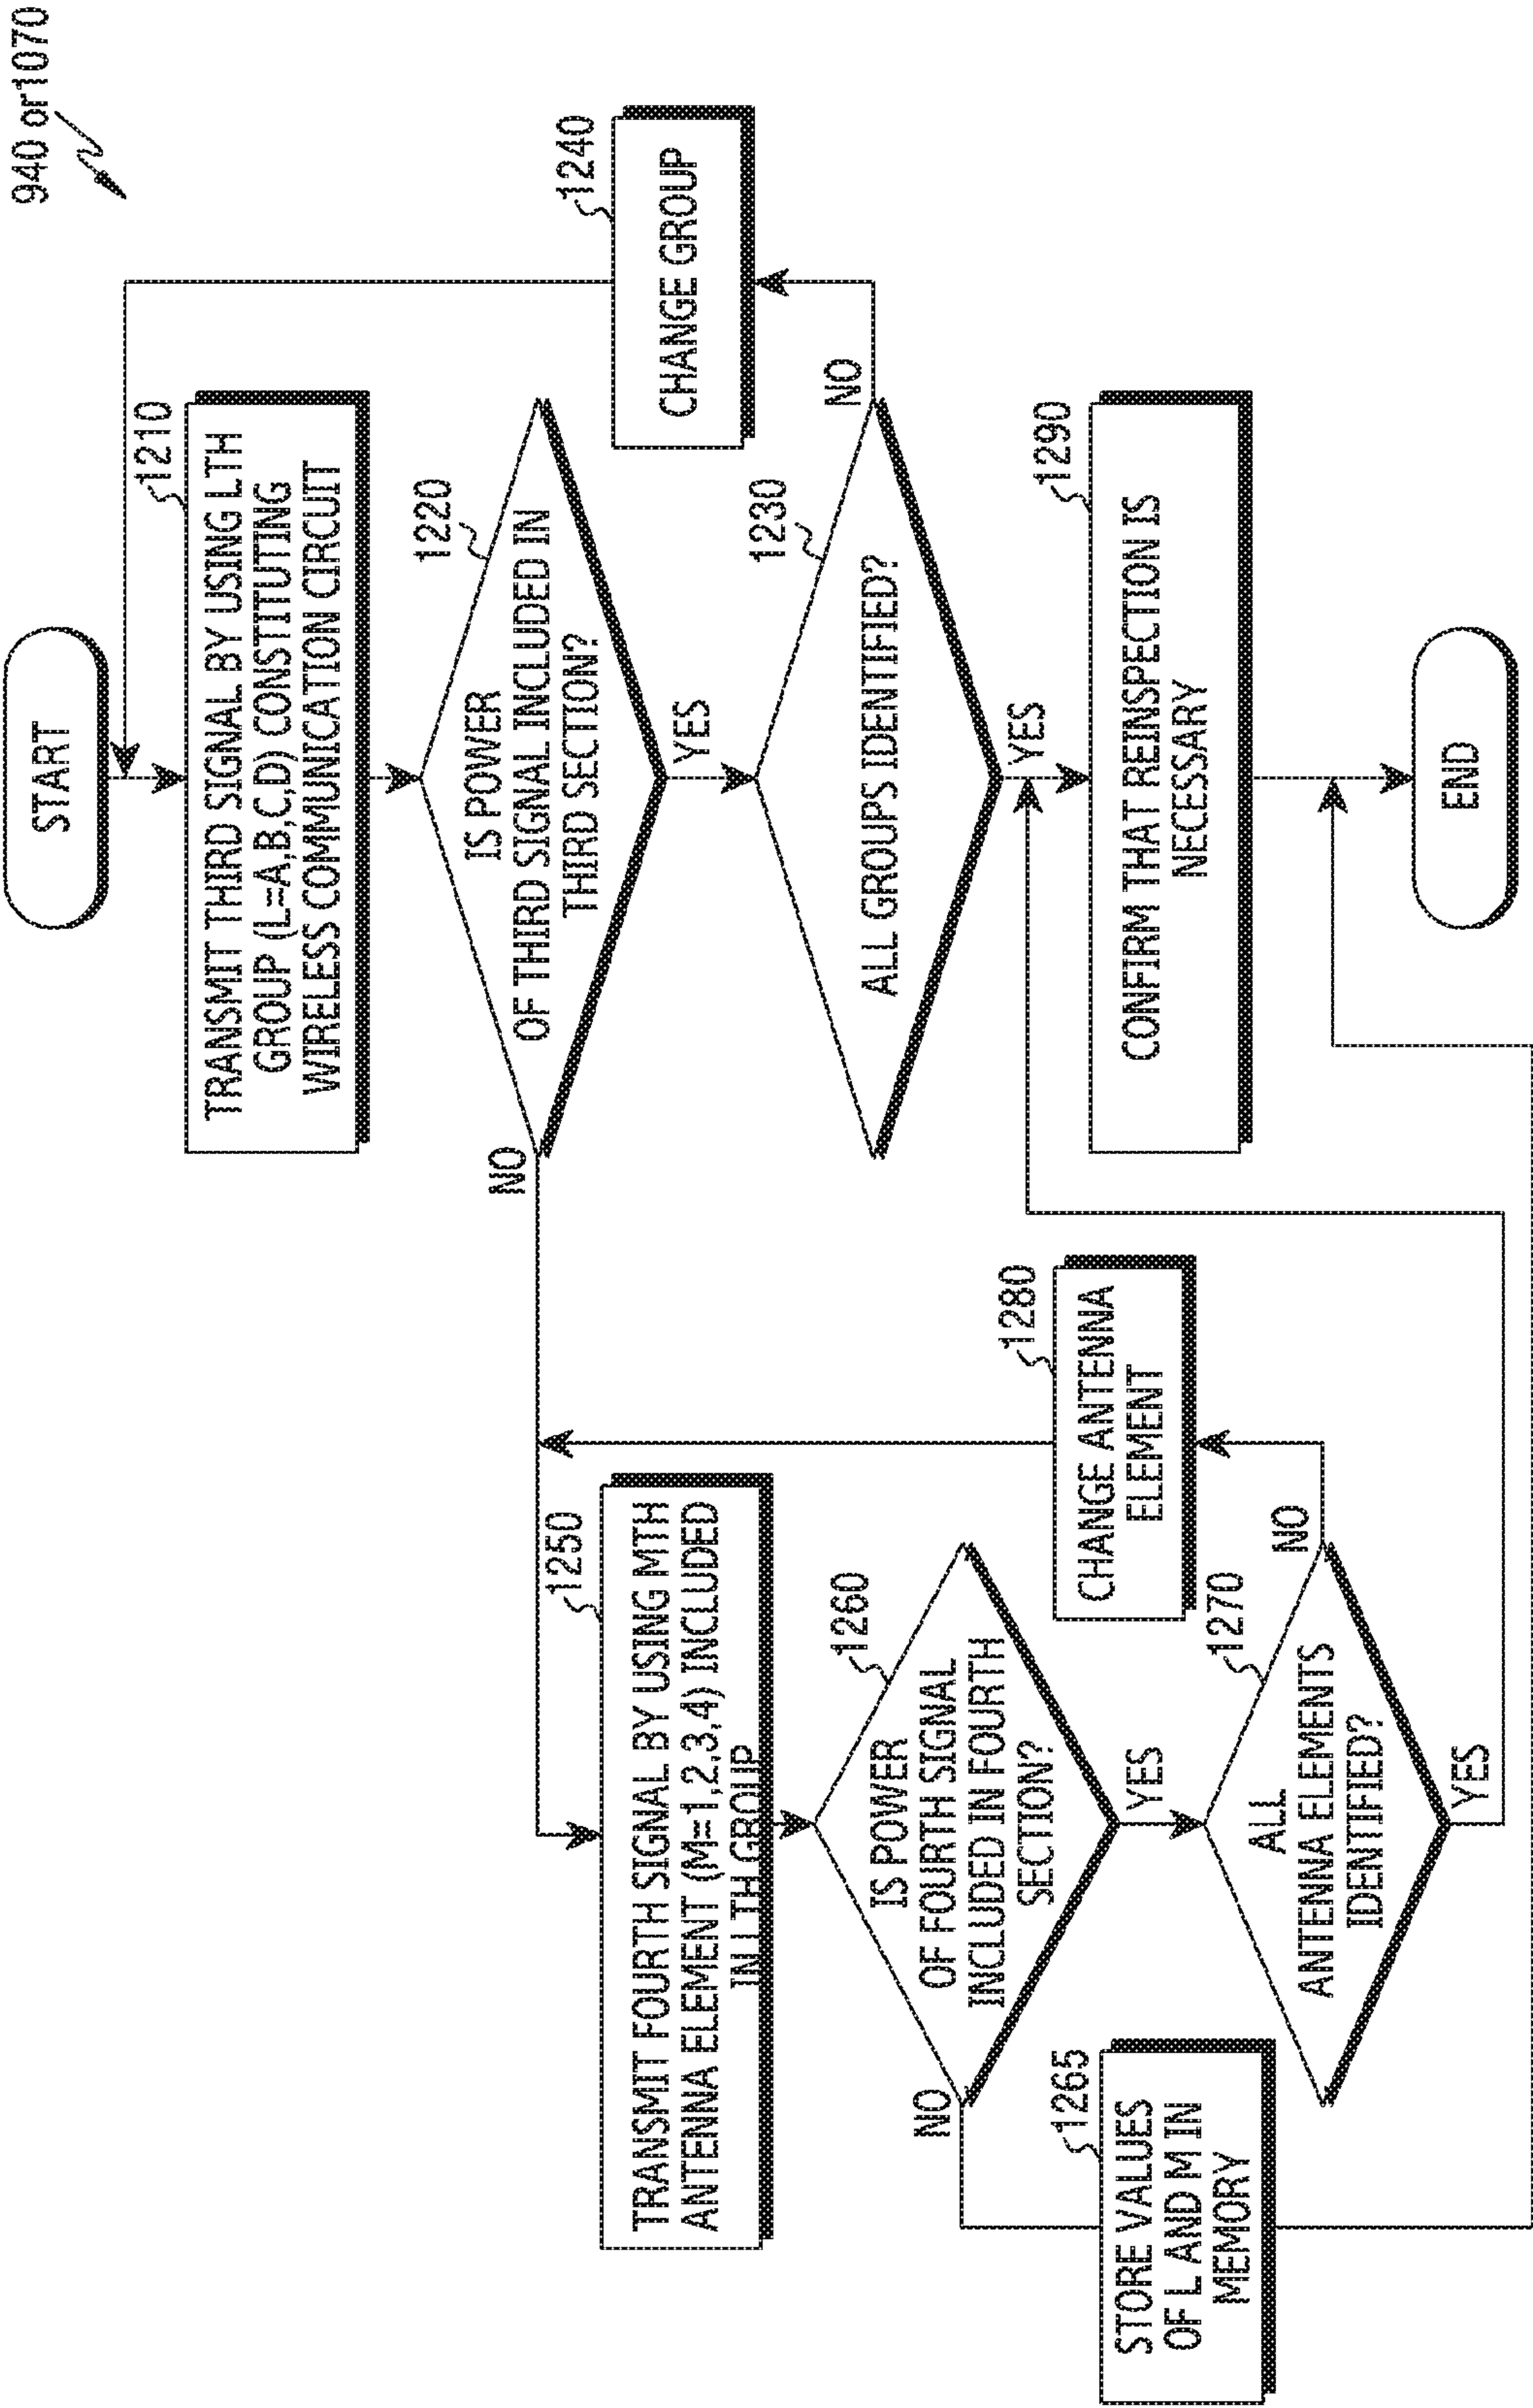 940 or1070
START
1210
TRANSMIT THIRD SIGNAL BY USING LTH
GROUP (L=A,B,C,D) CONSTITUTING
WIRELESS COMMUNICATION CIRCUIT
1220
IS POWER
OF THIRD SIGNAL INCLUDED IN
THIRD SECTION?
NO
YES
1230
ALL GROUPS IDENTIFIED?
NO
YES
1240
CHANGE GROUP
1250
TRANSMIT FOURTH SIGNAL BY USING MTH
ANTENNA ELEMENT (M=1,2,3,4) INCLUDED
IN LTH GROUP
1260
IS POWER
OF FOURTH SIGNAL
INCLUDED IN FOURTH
SECTION?
NO
YES
1265
STORE VALUES
OF L AND M IN
MEMORY
1270
ALL
ANTENNA ELEMENTS
IDENTIFIED?
NO
YES
1280
CHANGE ANTENNA
ELEMENT
1290
CONFIRM THAT REINSPECTION IS
NECESSARY
END